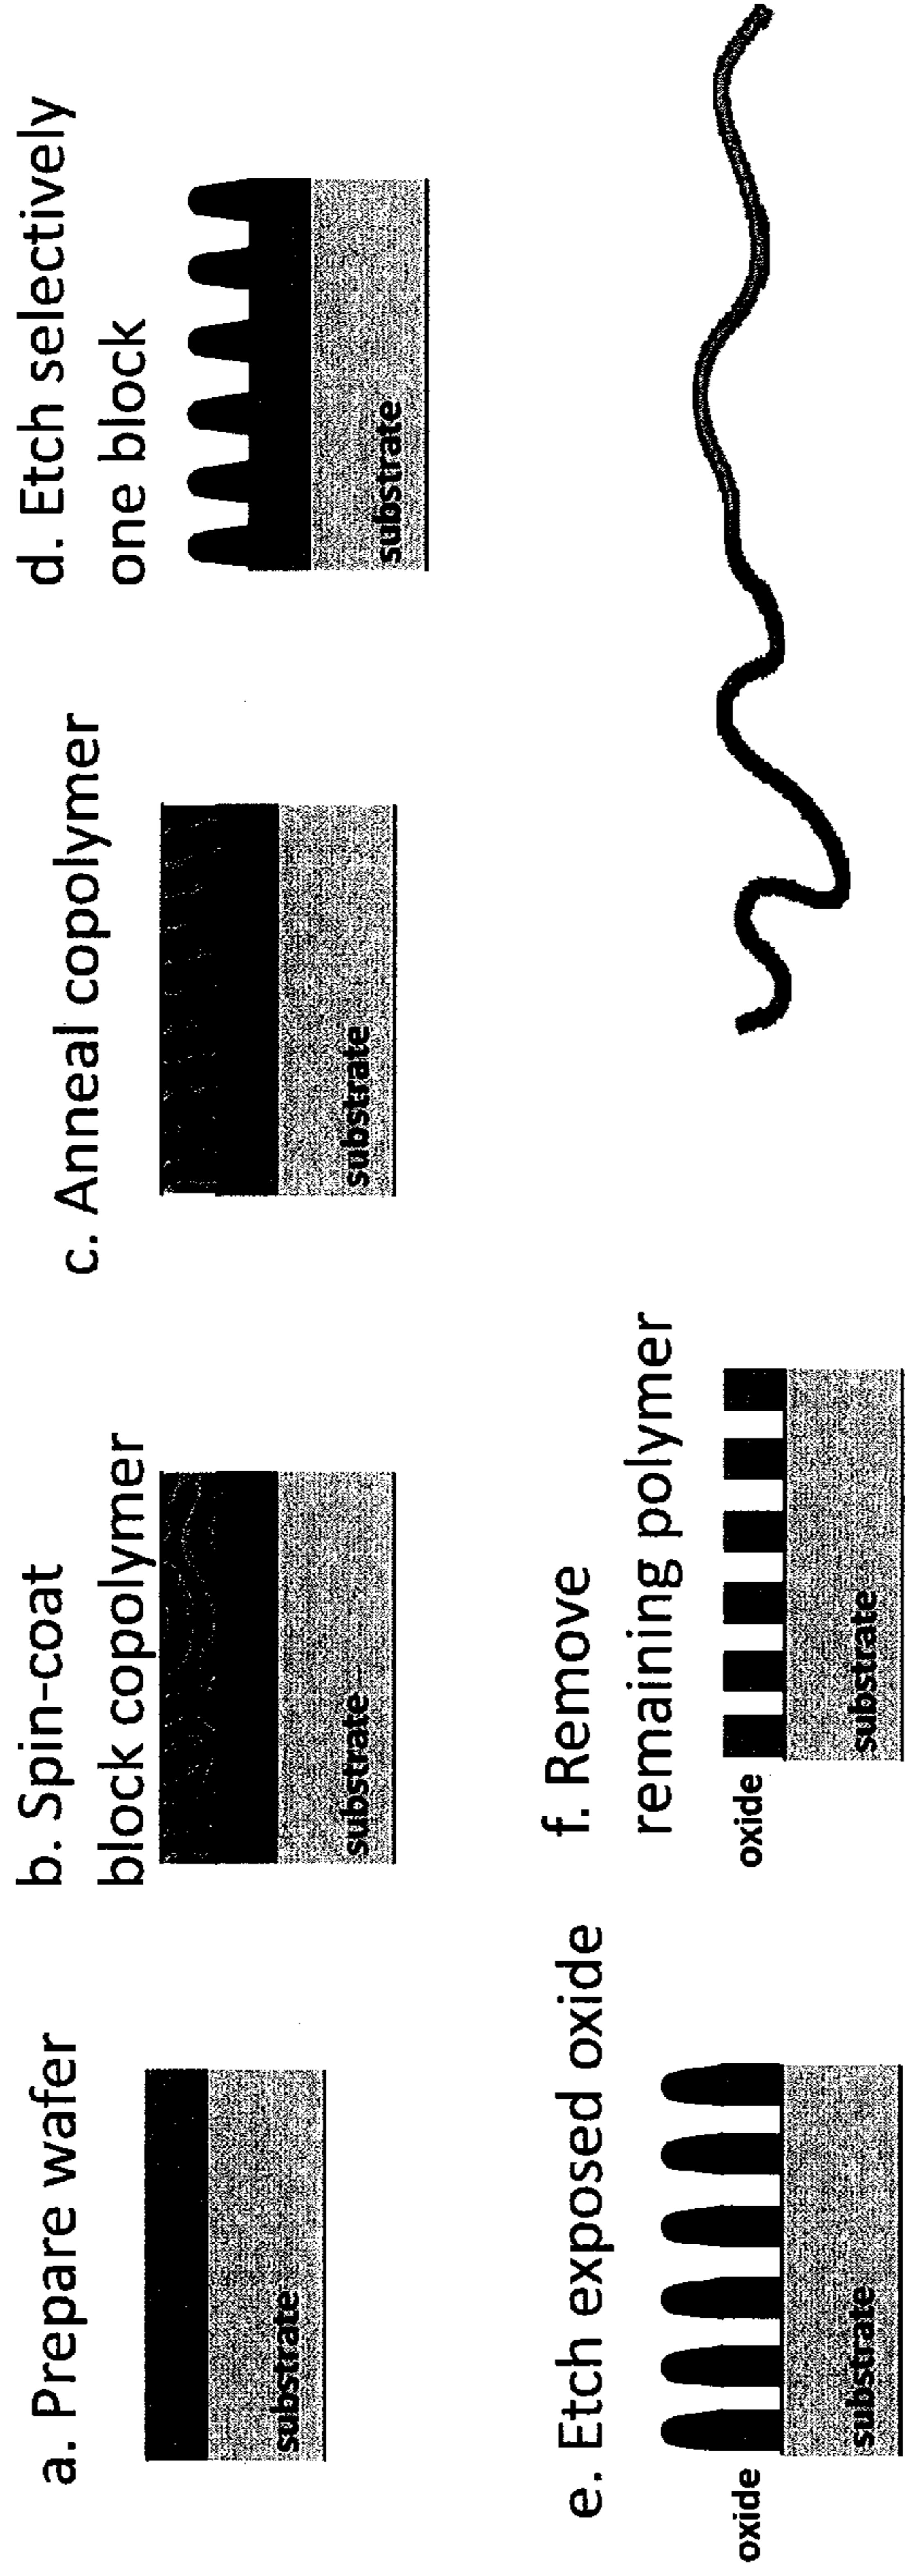 a. Prepare wafer
substrate
b. Spin-coat
block copolymer
substrate
c. Anneal copolymer
substrate
d. Etch selectively
one block
substrate
e. Etch exposed oxide
oxide
substrate
f. Remove
remaining polymer
oxide
substrate